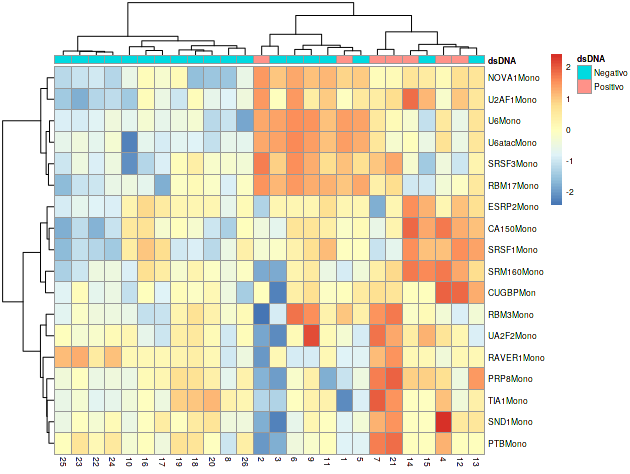 dsDNA
NOVA1Mono
U2AF1Mono
U6Mono
U6atacMono
SRSF3Mono
RBM17Mono
ESRP2Mono
CA150Mono
SRSF1Mono
SRM160Mono
CUGBPMon
RBM3Mono
UA2F2Mono
RAVER1Mono
PRP8Mono
TIA1Mono
SND1Mono
PTBMono
25 23 22 24 10 16 17 19 18 20 8 26 2 3 6 9 11 1 5 7 21 14 15 4 12 13
2
1
0
-1
-2
dsDNA
Negativo
Positivo